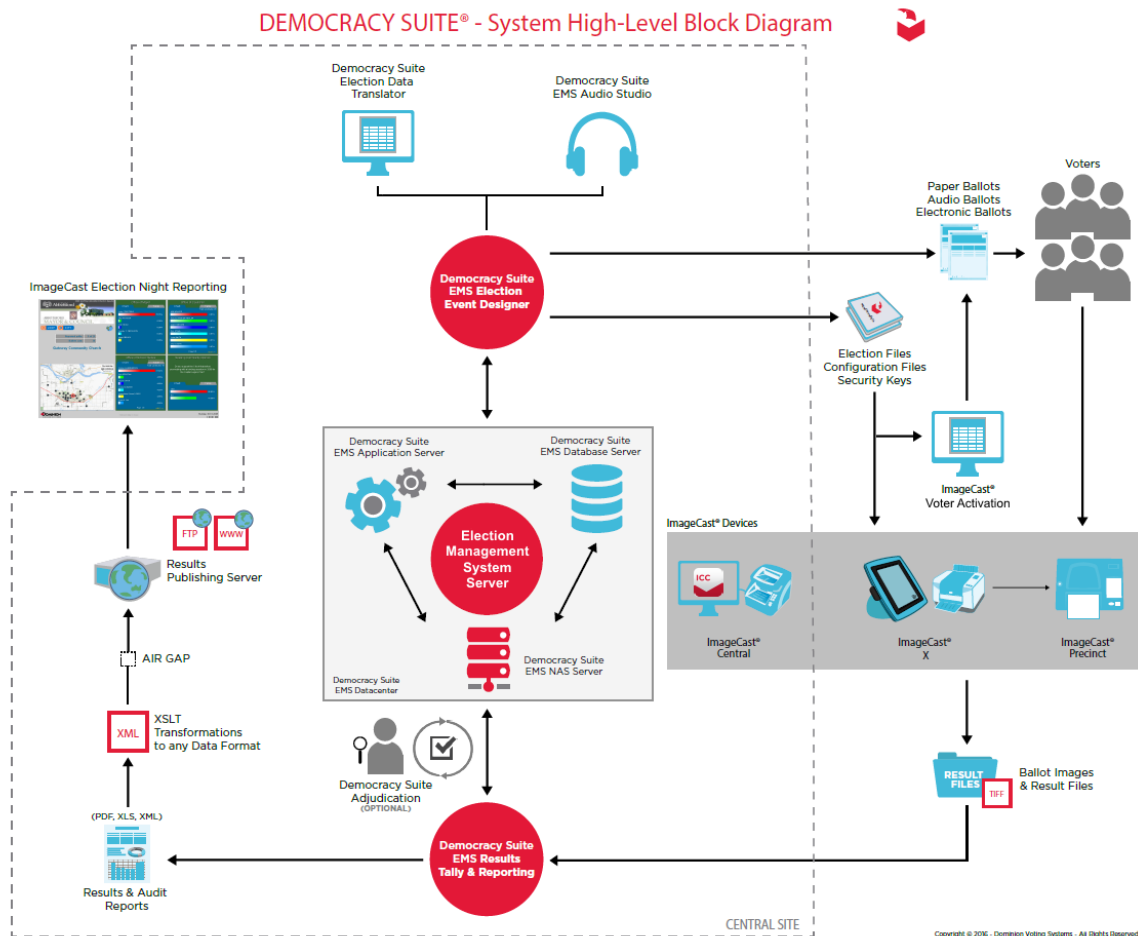 DEMOCRACY SUITE® - System High-Level Block Diagram
Democracy Suite
Election Data
Translator
Democracy Suite
EMS Audio Studio
Voters
Paper Ballots
Audio Ballots
Electronic Ballots
Democracy Suite
EMS Election
Event Designer
ImageCast Election Night Reporting
Election Files
Configuration Files
Security Keys
Democracy Suite
EMS Application Server
Democracy Suite
EMS Database Server
ImageCast®
Voter Activation
Election
Management
System
Server
ImageCast® Devices
FTP
WWW
Results
Publishing Server
ICC
ImageCast®
Central
ImageCast®
X
ImageCast®
Precinct
AIR GAP
Democracy Suite
EMS NAS Server
Democracy Suite
EMS Datacenter
XML
XSLT
Transformations
to any Data Format
Democracy Suite
Adjudication
(OPTIONAL)
RESULT
FILES
TIFF
Ballot Images
& Result Files
(PDF, XLS, XML)
Democracy Suite
EMS Results
Tally & Reporting
Results & Audit
Reports
CENTRAL SITE
Copyright © 2016 - Dominion Voting Systems - All Rights Reserved